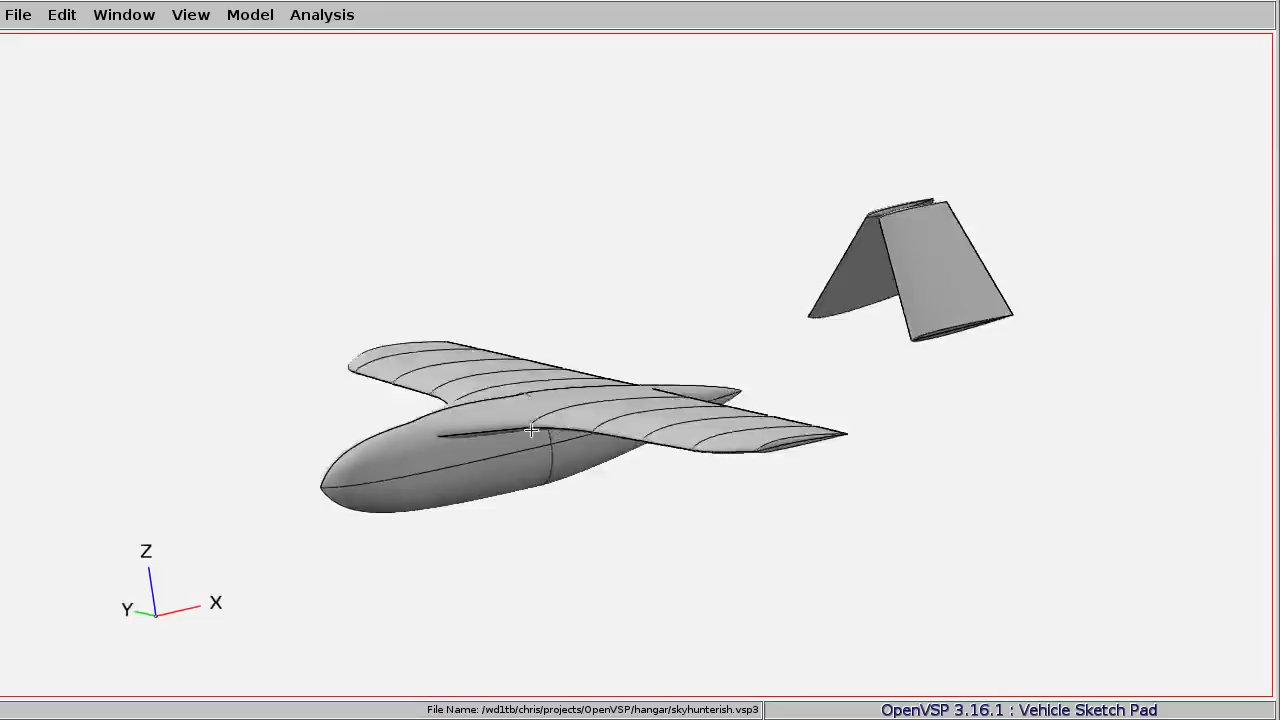 File Edit Window View Model Analysis
Z
Y X
File Name: /wd1tb/chris/projects/OpenVSP/hangar/skyhunterish.vsp3
OpenVSP 3.16.1 : Vehicle Sketch Pad